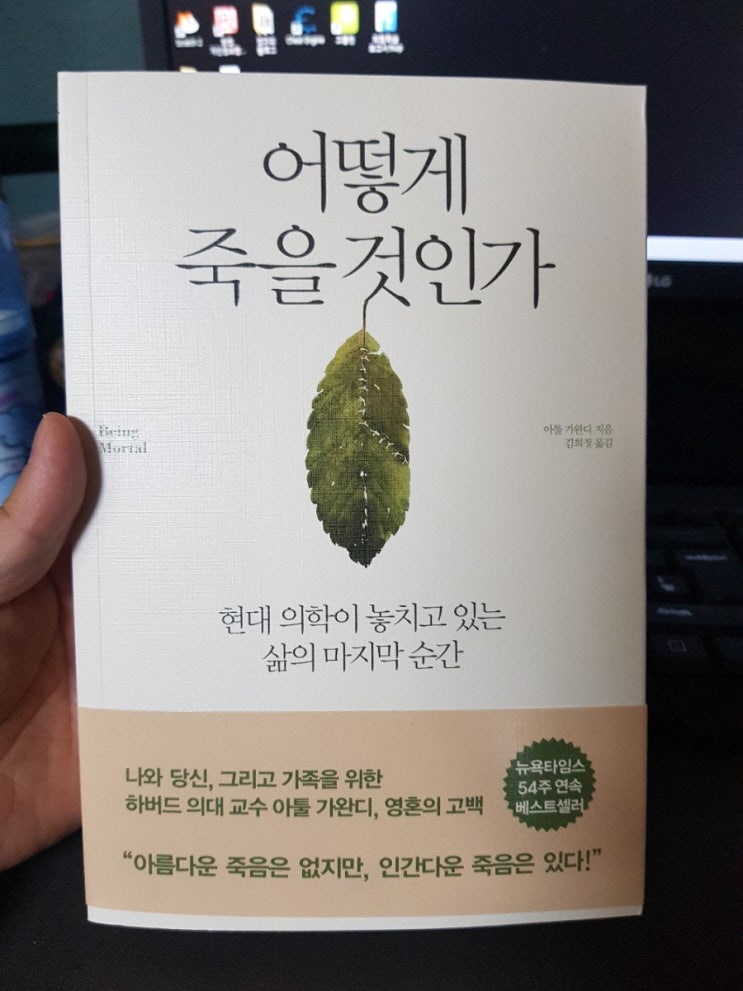 어떻게
죽을 것인가
Being
Mortal
아툴 가완디 지음
김희정 옮김
현대 의학이 놓치고 있는
삶의 마지막 순간
나와 당신, 그리고 가족을 위한
하버드 의대 교수 아툴 가완디, 영혼의 고백
뉴욕타임스
54주 연속
베스트셀러
“아름다운 죽음은 없지만, 인간다운 죽음은 있다!”
LG